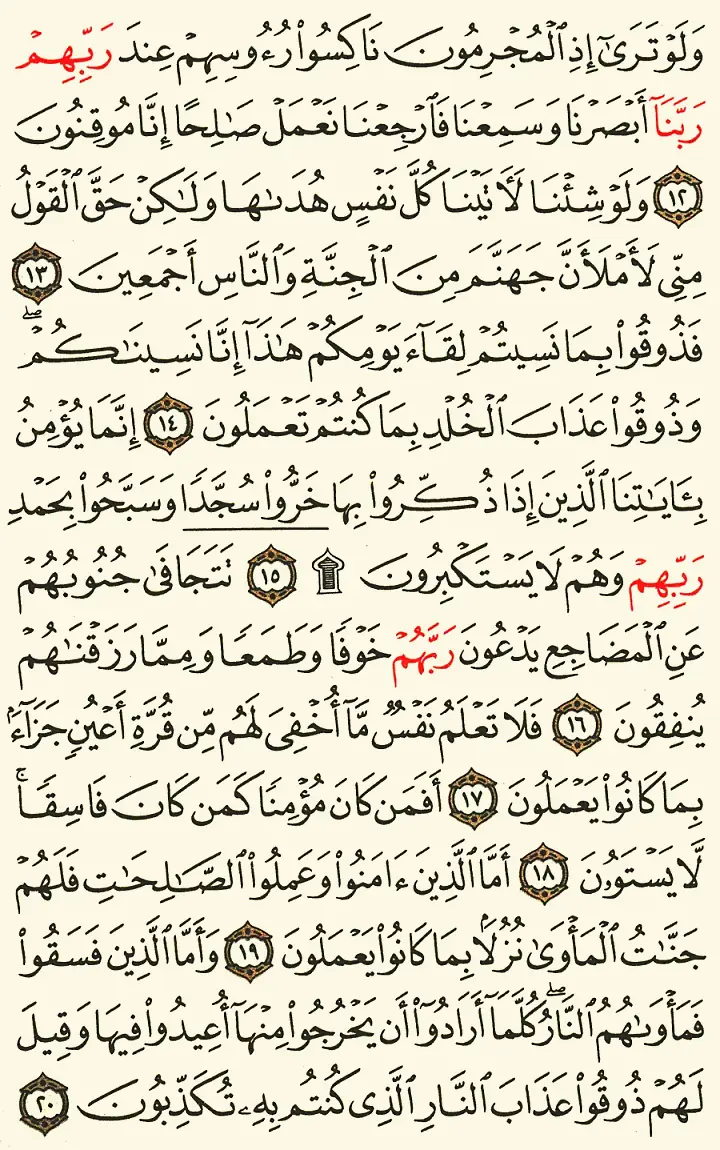 وَلَوْ تَرَىٰٓ إِذِ ٱلْمُجْرِمُونَ نَاكِسُوا۟ رُءُوسِهِمْ عِندَ رَبِّهِمْ
رَبَّنَآ أَبْصَرْنَا وَسَمِعْنَا فَٱرْجِعْنَا نَعْمَلْ صَٰلِحًا إِنَّا مُوقِنُونَ
١٢ وَلَوْ شِئْنَا لَءَاتَيْنَا كُلَّ نَفْسٍ هُدَىٰهَا وَلَٰكِنْ حَقَّ ٱلْقَوْلُ
مِنِّى لَأَمْلَأَنَّ جَهَنَّمَ مِنَ ٱلْجِنَّةِ وَٱلنَّاسِ أَجْمَعِينَ ١٣
فَذُوقُوا۟ بِمَا نَسِيتُمْ لِقَآءَ يَوْمِكُمْ هَٰذَآ إِنَّا نَسِينَٰكُمْ ۖ
وَذُوقُوا۟ عَذَابَ ٱلْخُلْدِ بِمَا كُنتُمْ تَعْمَلُونَ ١٤ إِنَّمَا يُؤْمِنُ
بِـَٔايَٰتِنَا ٱلَّذِينَ إِذَا ذُكِّرُوا۟ بِهَا خَرُّوا۟ سُجَّدًا وَسَبَّحُوا۟ بِحَمْدِ
رَبِّهِمْ وَهُمْ لَا يَسْتَكْبِرُونَ ۩ ١٥ تَتَجَافَىٰ جُنُوبُهُمْ
عَنِ ٱلْمَضَاجِعِ يَدْعُونَ رَبَّهُمْ خَوْفًا وَطَمَعًا وَمِمَّا رَزَقْنَٰهُمْ
يُنفِقُونَ ١٦ فَلَا تَعْلَمُ نَفْسٌ مَّآ أُخْفِىَ لَهُم مِّن قُرَّةِ أَعْيُنٍ جَزَآءًۢ
بِمَا كَانُوا۟ يَعْمَلُونَ ١٧ أَفَمَن كَانَ مُؤْمِنًا كَمَن كَانَ فَاسِقًا ۚ
لَّا يَسْتَوُۥنَ ١٨ أَمَّا ٱلَّذِينَ ءَامَنُوا۟ وَعَمِلُوا۟ ٱلصَّٰلِحَٰتِ فَلَهُمْ
جَنَّٰتُ ٱلْمَأْوَىٰ نُزُلًۢا بِمَا كَانُوا۟ يَعْمَلُونَ ١٩ وَأَمَّا ٱلَّذِينَ فَسَقُوا۟
فَمَأْوَىٰهُمُ ٱلنَّارُ ۖ كُلَّمَآ أَرَادُوٓا۟ أَن يَخْرُجُوا۟ مِنْهَآ أُعِيدُوا۟ فِيهَا وَقِيلَ
لَهُمْ ذُوقُوا۟ عَذَابَ ٱلنَّارِ ٱلَّذِى كُنتُم بِهِۦ تُكَذِّبُونَ ٢٠